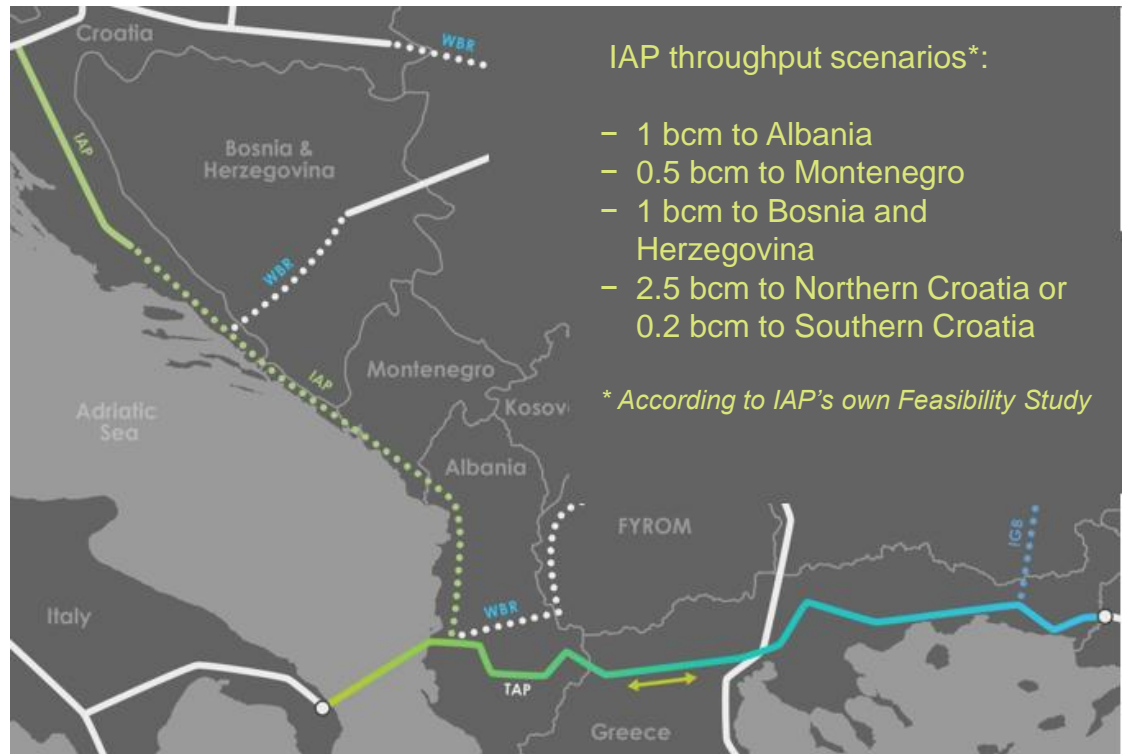 Croatia
WBR
WBR
IAP throughput scenarios*:
− 1 bcm to Albania
− 0.5 bcm to Montenegro
− 1 bcm to Bosnia and
Herzegovina
− 2.5 bcm to Northern Croatia or
0.2 bcm to Southern Croatia
* According to IAP's own Feasibility Study
IAP
Bosnia &
Herzegovina
WBR
IAP
Montenegro
Kosov
Adriatic
Sea
Albania
FYROM
IGB
Italy
WBR
TAP
Greece